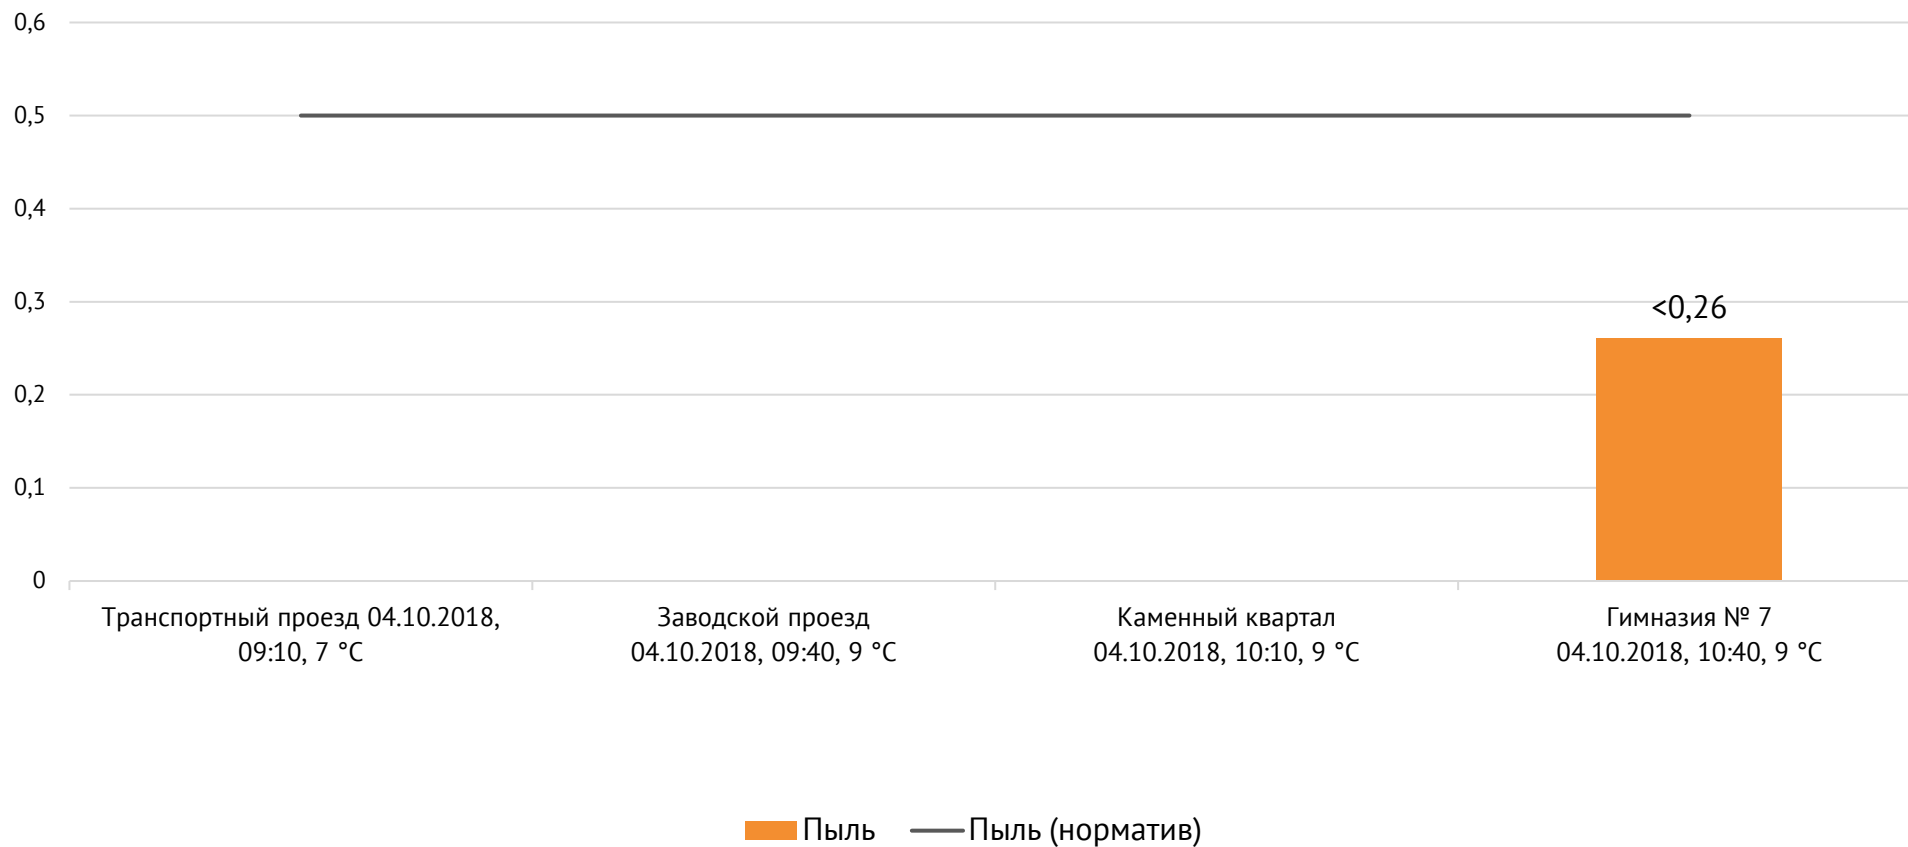 0,6
0,5
0,4
0,3
0,2
0,1
0
<0,26
Транспортный проезд 04.10.2018,
09:10, 7 °C
Заводской проезд
04.10.2018, 09:40, 9 °C
Каменный квартал
04.10.2018, 10:10, 9 °C
Гимназия № 7
04.10.2018, 10:40, 9 °C
Пыль
Пыль (норматив)